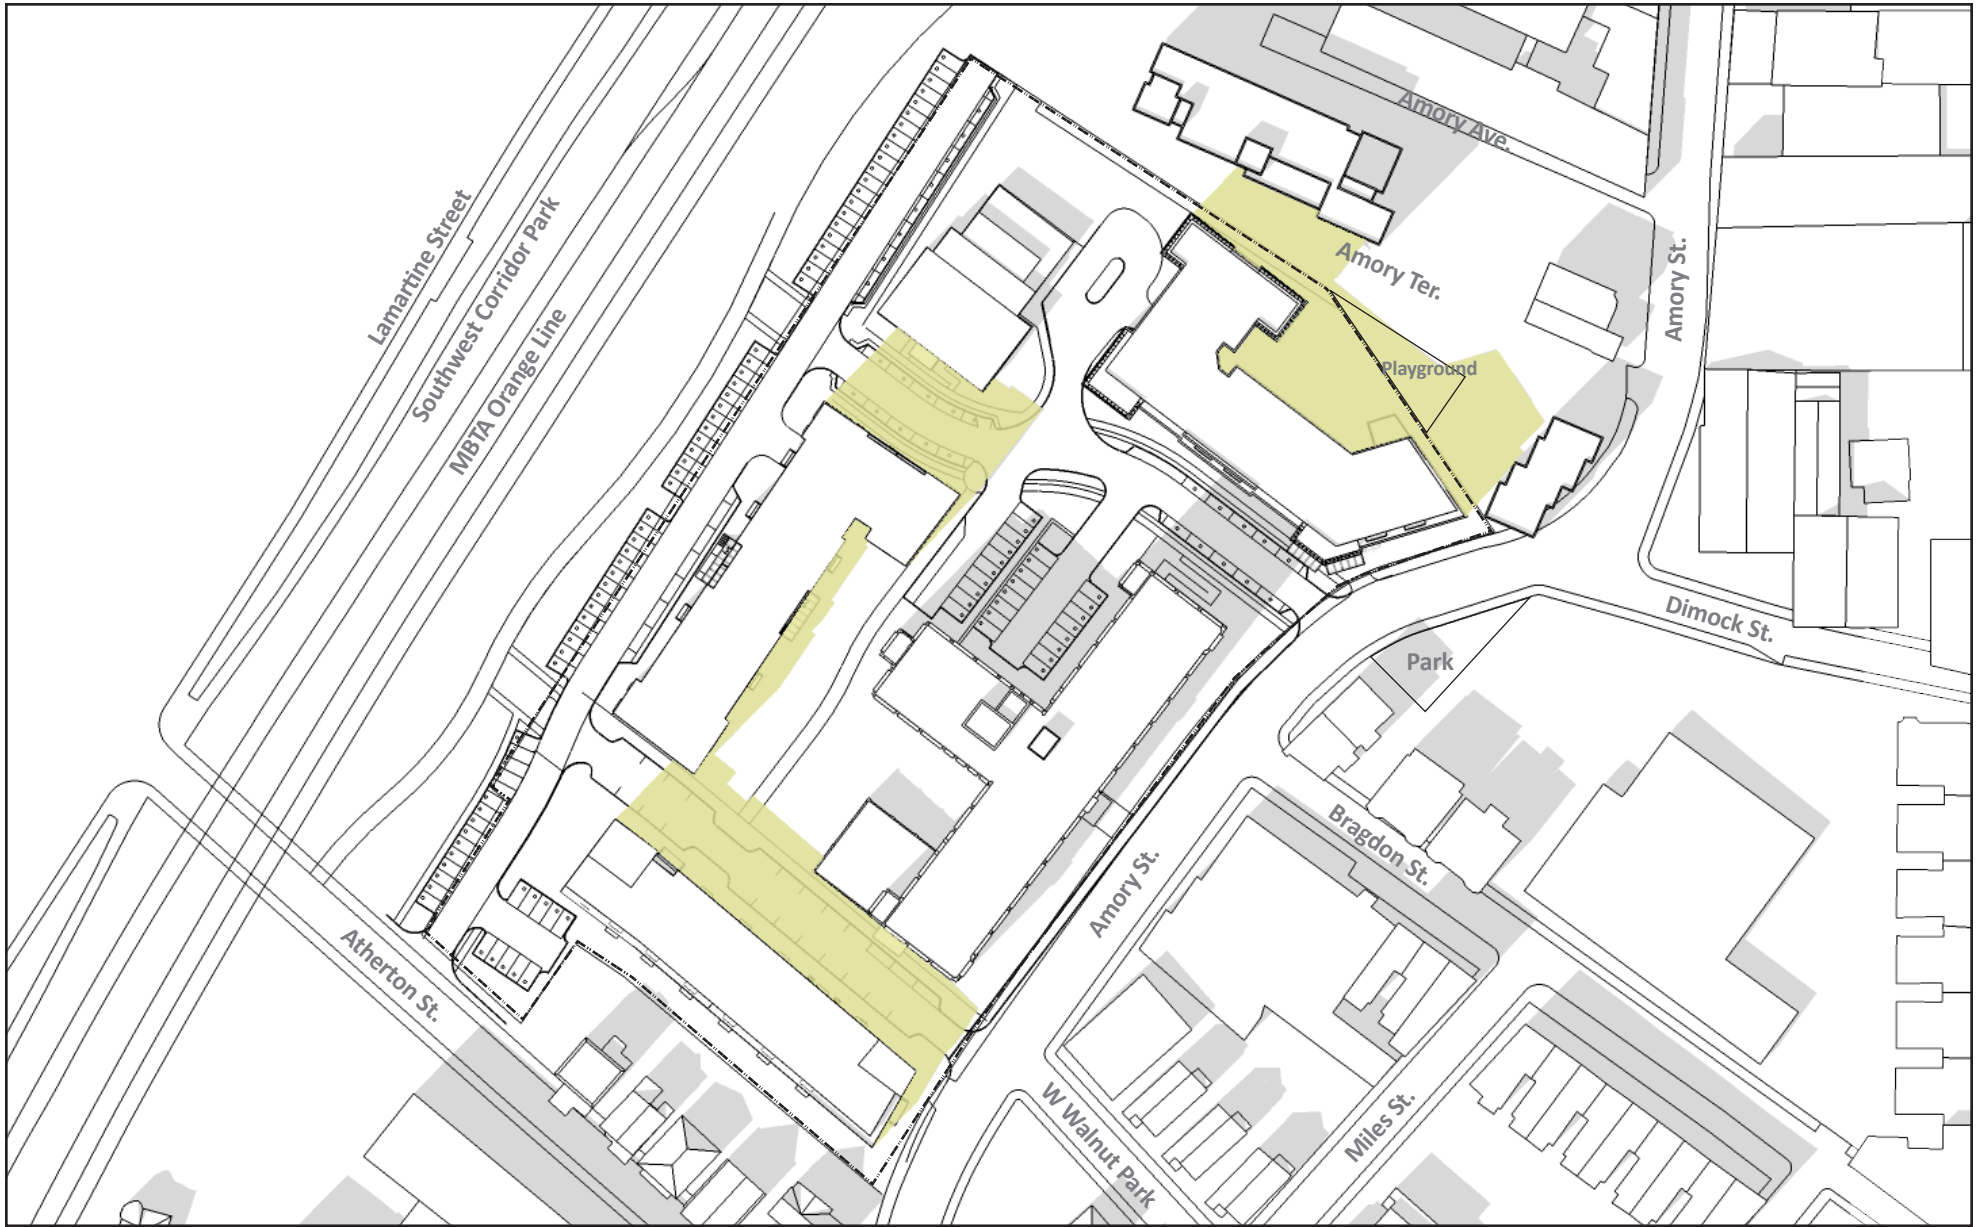 Amory Ave.
Lamartine Street
Southwest Corridor Park
MBTA Orange Line
Amory Ter.
Amory St.
Playground
Dimock St.
Park
Bragdon St.
Amory St.
Atherton St.
W Walnut Park
Miles St.